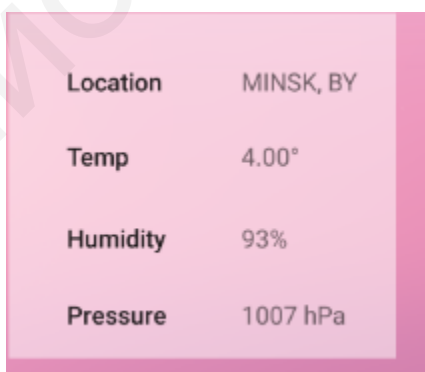 Location MINSK, BY
Temp 4.00°
Humidity 93%
Pressure 1007 hPa